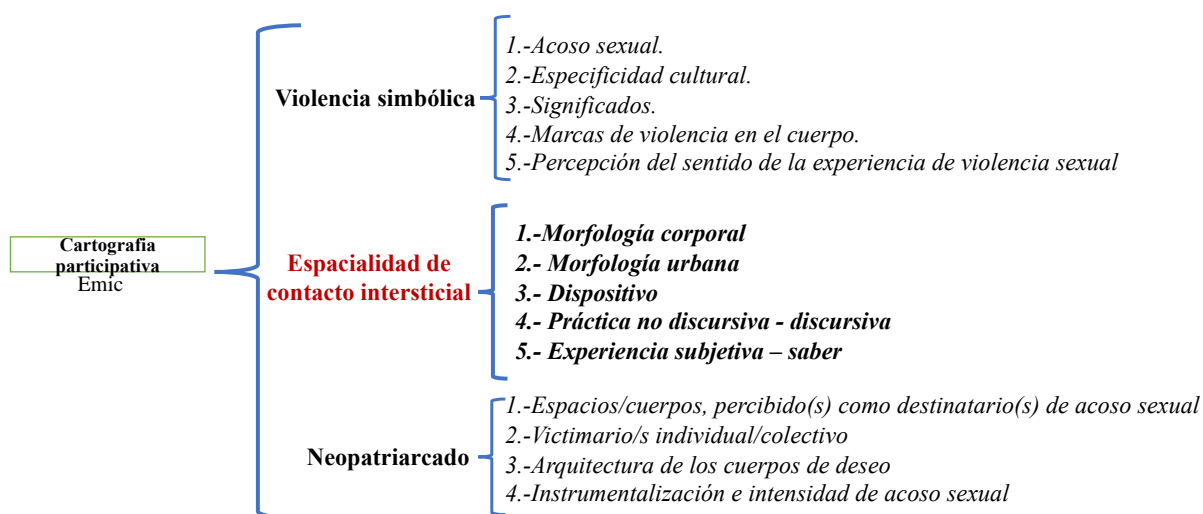 Cartografia
participativa
Emic
Violencia simbólica
1.-Acoso sexual.
2.-Especificidad cultural.
3.-Significados.
4.-Marcas de violencia en el cuerpo.
5.-Percepción del sentido de la experiencia de violencia sexual
Espacialidad de
contacto intersticial
1.-Morfología corporal
2.- Morfología urbana
3.- Dispositivo
4.- Práctica no discursiva - discursiva
5.- Experiencia subjetiva – saber
Neopatriarcado
1.-Espacios/cuerpos, percibido(s) como destinatario(s) de acoso sexual
2.-Victimario/s individual/colectivo
3.-Arquitectura de los cuerpos de deseo
4.-Instrumentalización e intensidad de acoso sexual